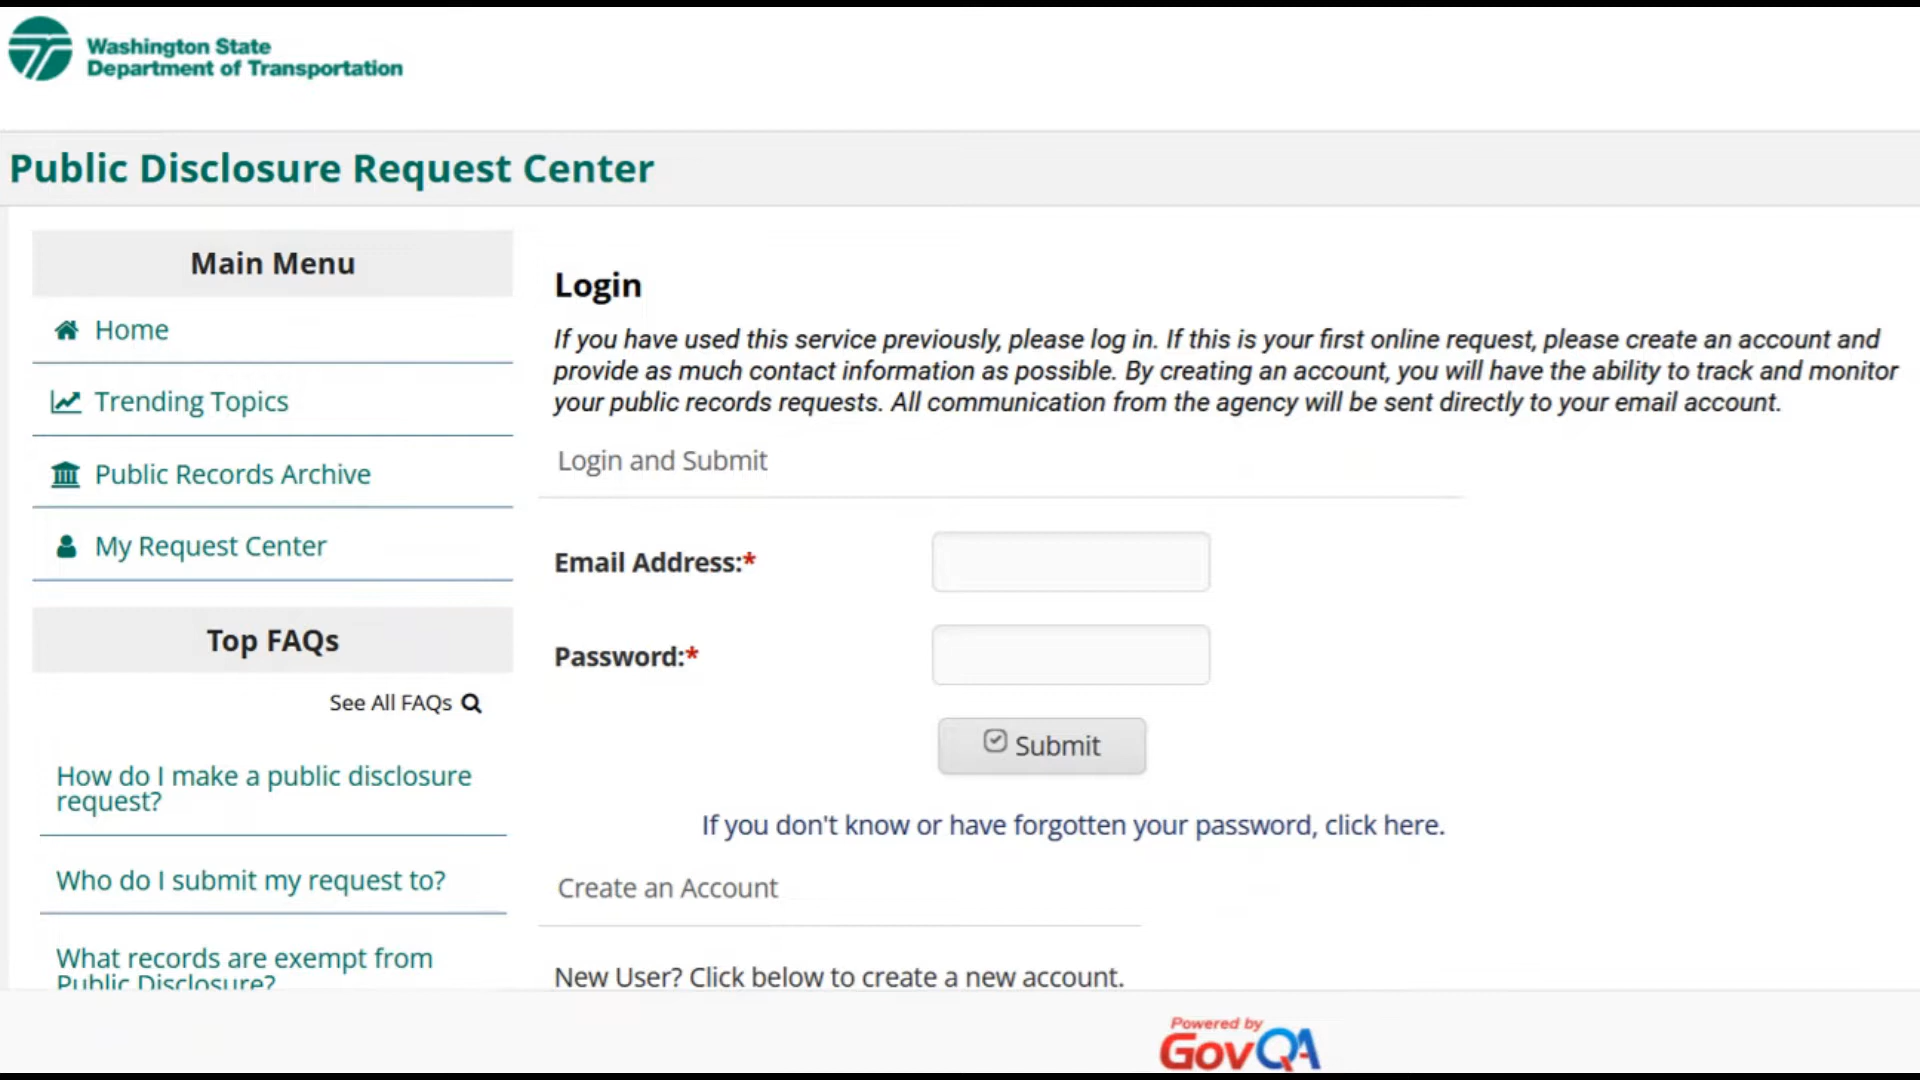 Washington State
Department of Transportation
Public Disclosure Request Center
Main Menu
Home
Trending Topics
Public Records Archive
My Request Center
Top FAQs
See All FAQs
How do I make a public disclosure
request?
Who do I submit my request to?
What records are exempt from
Public Disclosure?
Login
If you have used this service previously, please log in. If this is your first online request, please create an account and
provide as much contact information as possible. By creating an account, you will have the ability to track and monitor
your public records requests. All communication from the agency will be sent directly to your email account.
Login and Submit
Email Address:*
Password:*
Submit
If you don't know or have forgotten your password, click here.
Create an Account
New User? Click below to create a new account.
Powered by
GovQA